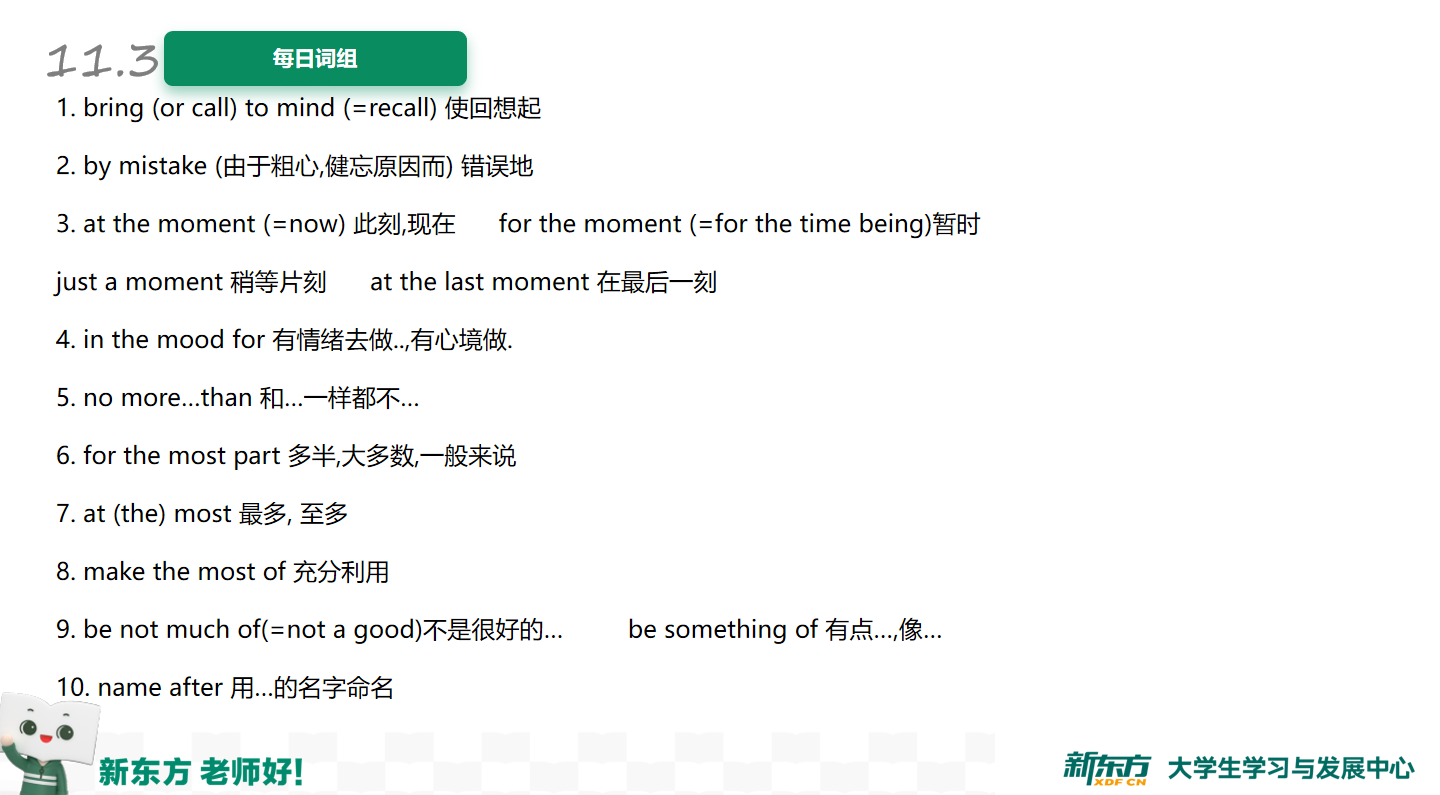 11.3 每日词组
1. bring (or call) to mind (=recall) 使回想起
2. by mistake (由于粗心,健忘原因而) 错误地
3. at the moment (=now) 此刻,现在 for the moment (=for the time being)暂时
just a moment 稍等片刻 at the last moment 在最后一刻
4. in the mood for 有情绪去做..,有心境做.
5. no more…than 和…一样都不…
6. for the most part 多半,大多数,一般来说
7. at (the) most 最多, 至多
8. make the most of 充分利用
9. be not much of(=not a good)不是很好的… be something of 有点…,像…
10. name after 用…的名字命名
新东方 老师好!
新东方 XDF.CN 大学生学习与发展中心